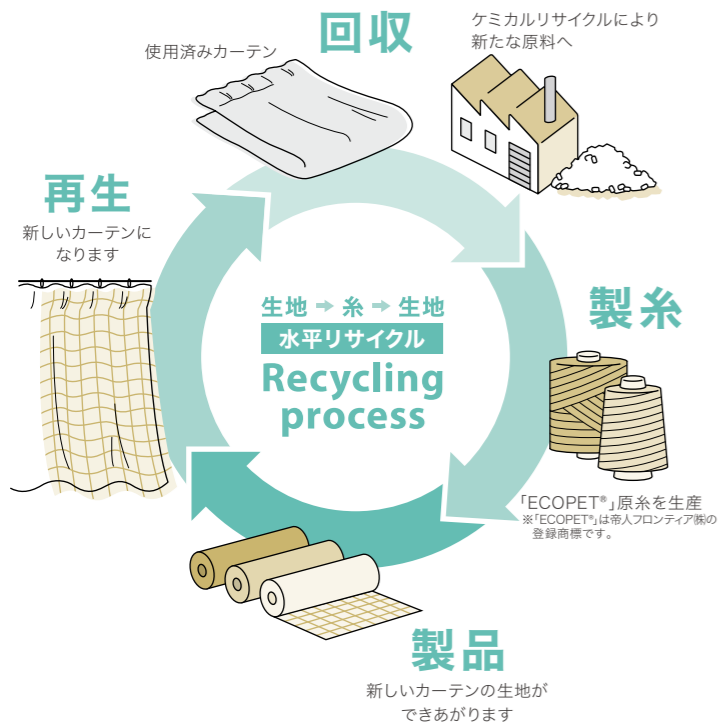 回収
使用済みカーテン
ケミカルリサイクルにより
新たな原料へ
製糸
「ECOPET®」原糸を生産
※「ECOPET®」は帝人フロンティア㈱の
登録商標です。
製品
新しいカーテンの生地が
できあがります
再生
新しいカーテンに
なります
生地→糸→生地
水平リサイクル
Recycling
process